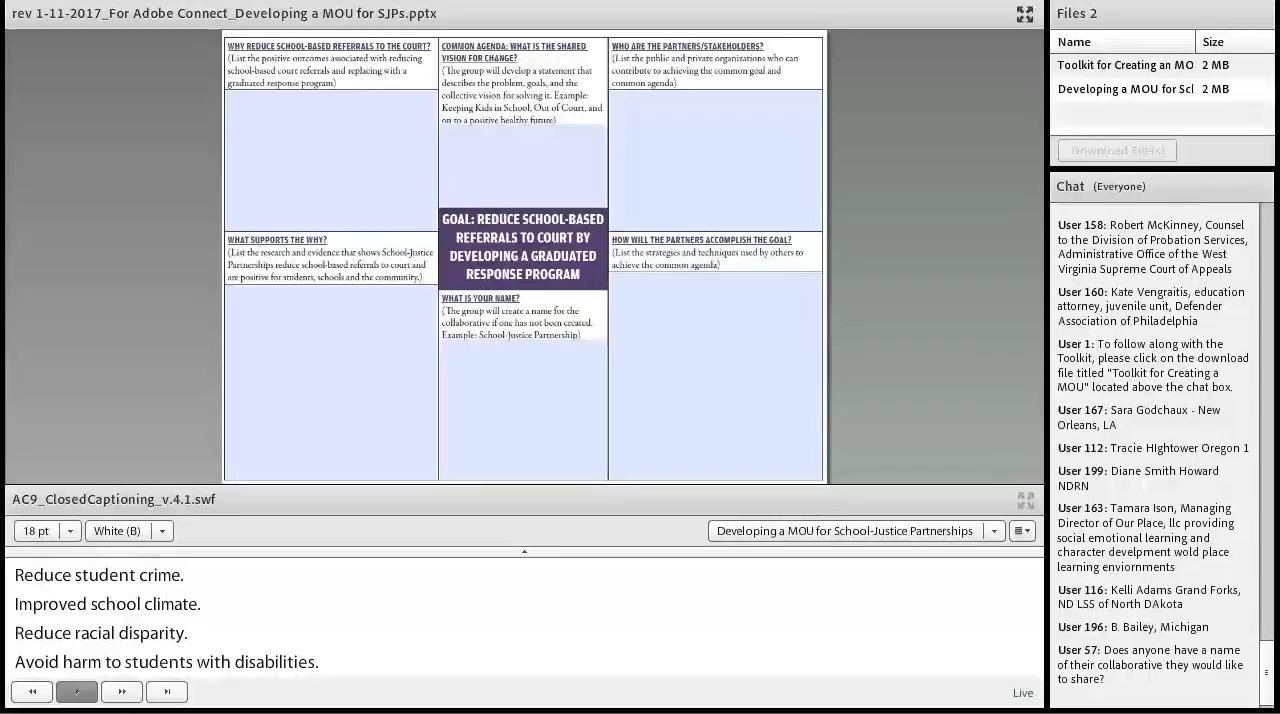 rev 1-11-2017_For Adobe Connect_Developing a MOU for SJPs.pptx
WHY REDUCE SCHOOL-BASED REFERRALS TO THE COURT?
(List the positive outcomes associated with reducing
school-based court referrals and replacing with a
graduated response program)
COMMON AGENDA: WHAT IS THE SHARED
VISION FOR CHANGE?
(The group will develop a statement that
describes the problem, goals, and the
collective vision for solving it. Example:
Keeping Kids in School, Out of Court, and
on to a positive healthy future)
WHO ARE THE PARTNERS/STAKEHOLDERS?
(List the public and private organizations who can
contribute to achieving the common goal and
common agenda)
GOAL: REDUCE SCHOOL-BASED
REFERRALS TO COURT BY
DEVELOPING A GRADUATED
RESPONSE PROGRAM
WHAT SUPPORTS THE WHY?
(List the research and evidence that shows School-Justice
Partnerships reduce school-based referrals to court and
are positive for students, schools and the community.)
WHAT IS YOUR NAME?
(The group will create a name for the
collaborative if one has not been created.
Example: School-Justice Partnership)
HOW WILL THE PARTNERS ACCOMPLISH THE GOAL?
(List the strategies and techniques used by others to
achieve the common agenda)
AC9_ClosedCaptioning_v.4.1.swf
18 pt
White (B)
Developing a MOU for School-Justice Partnerships
Reduce student crime.
Improved school climate.
Reduce racial disparity.
Avoid harm to students with disabilities.
Live
Files 2
Name Size
Toolkit for Creating an MO 2 MB
Developing a MOU for Scl 2 MB
Download File(s)
Chat (Everyone)
User 158: Robert McKinney, Counsel
to the Division of Probation Services,
Administrative Office of the West
Virginia Supreme Court of Appeals
User 160: Kate Vengraitis, education
attorney, juvenile unit, Defender
Association of Philadelphia
User 1: To follow along with the
Toolkit, please click on the download
file titled "Toolkit for Creating a
MOU" located above the chat box.
User 167: Sara Godchaux - New
Orleans, LA
User 112: Tracie HIghtower Oregon 1
User 199: Diane Smith Howard
NDRN
User 163: Tamara Ison, Managing
Director of Our Place, llc providing
social emotional learning and
character develpment wold place
learning enviornments
User 116: Kelli Adams Grand Forks,
ND LSS of North DAkota
User 196: B. Bailey, Michigan
User 57: Does anyone have a name
of their collaborative they would like
to share?